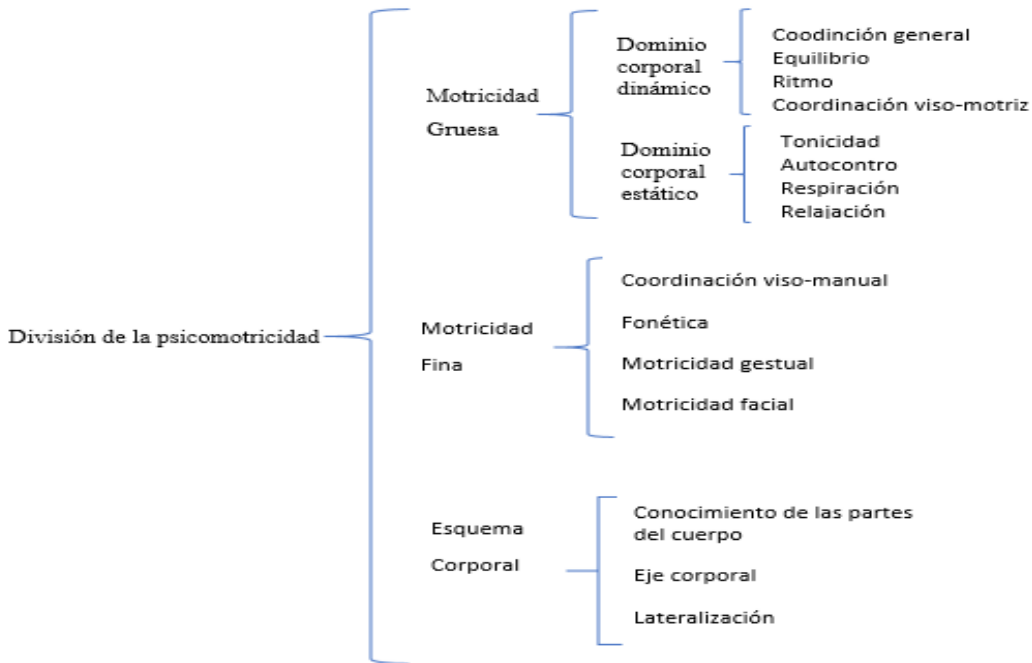 División de la psicomotricidad
Motricidad
Gruesa
Dominio
corporal
dinámico
Coodinción general
Equilibrio
Ritmo
Coordinación viso-motriz
Dominio
corporal
estático
Tonicidad
Autocontro
Respiración
Relajación
Motricidad
Fina
Coordinación viso-manual
Fonética
Motricidad gestual
Motricidad facial
Esquema
Corporal
Conocimiento de las partes
del cuerpo
Eje corporal
Lateralización